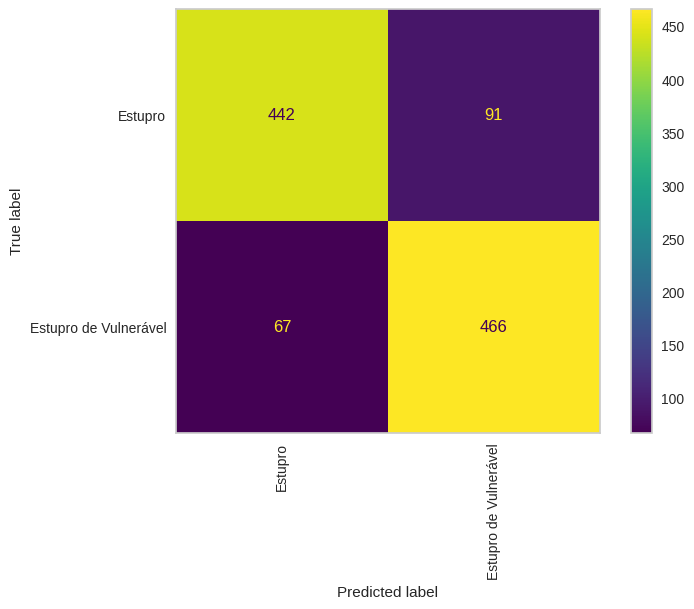 Estupro
Estupro de Vulnerável
True label
442
91
67
466
Estupro
Estupro de Vulnerável
Predicted label
450
400
350
300
250
200
150
100